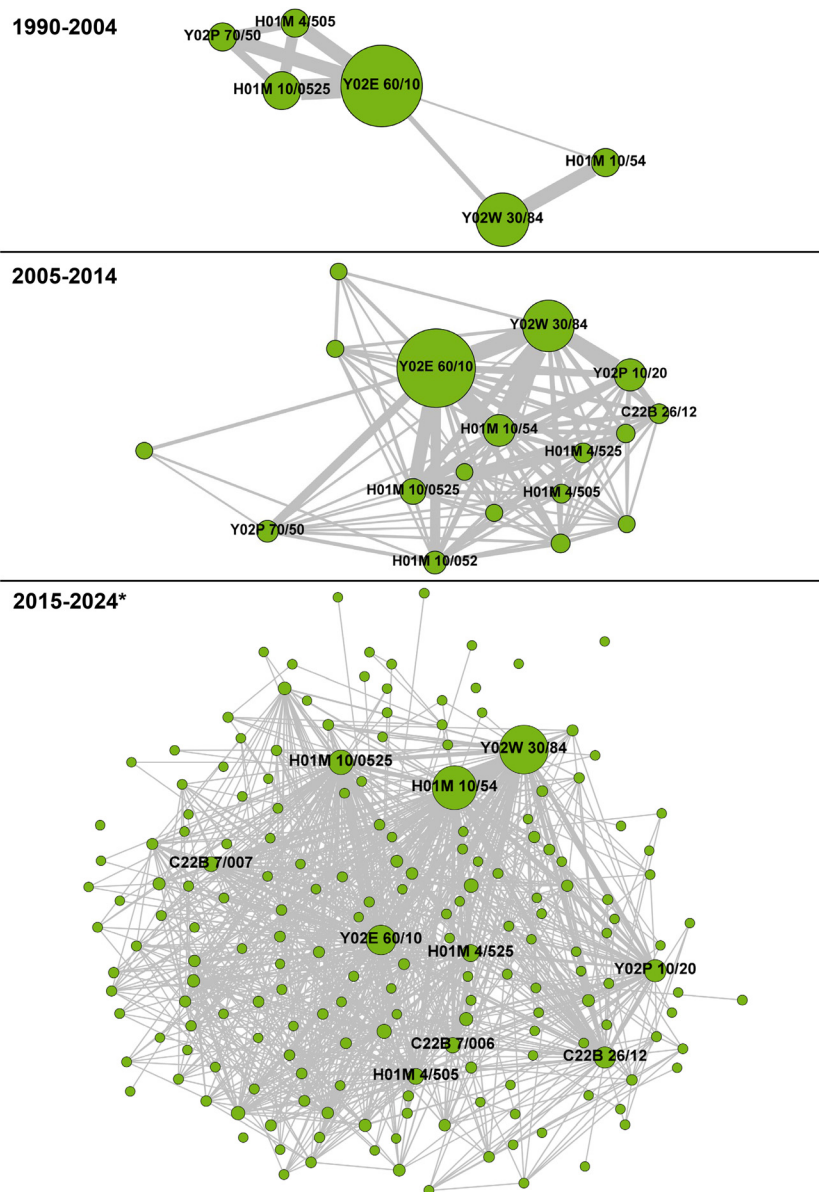 1990-2004
H01M 4/505
Y02P 70/50
Y02E 60/10
H01M 10/0525
H01M 10/54
Y02W 30/84
2005-2014
Y02W 30/84
Y02E 60/10
Y02P 10/20
C22B 26/12
H01M 10/54
H01M 4/525
H01M 10/0525
H01M 4/505
Y02P 70/50
H01M 10/052
2015-2024*
Y02W 30/84
H01M 10/0525
H01M 10/54
C22B 7/007
Y02E 60/10
H01M 4/525
Y02P 10/20
C22B 7/006
C22B 26/12
H01M 4/505